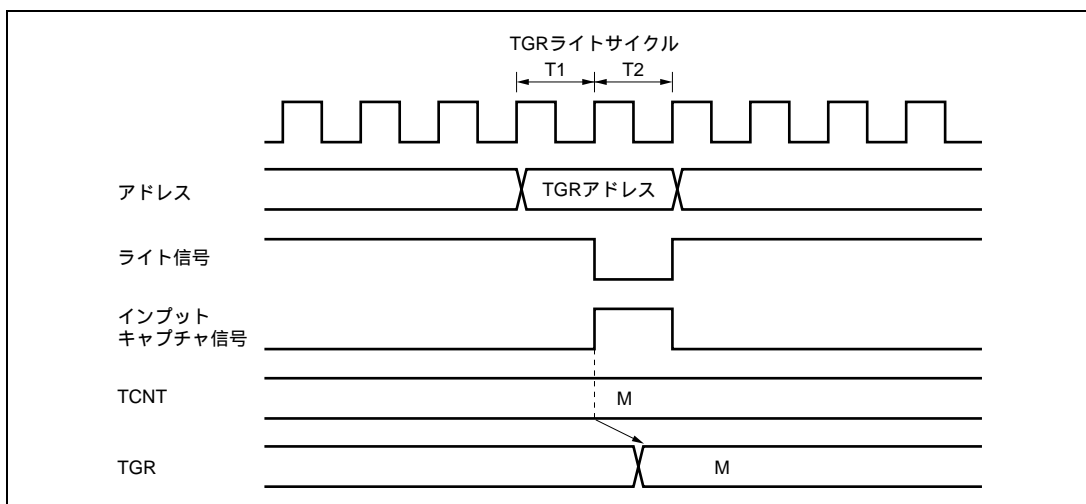 TGRライトサイクル
T1 T2
アドレス TGRアドレス
ライト信号
インプット
キャプチャ信号
TCNT M
TGR M